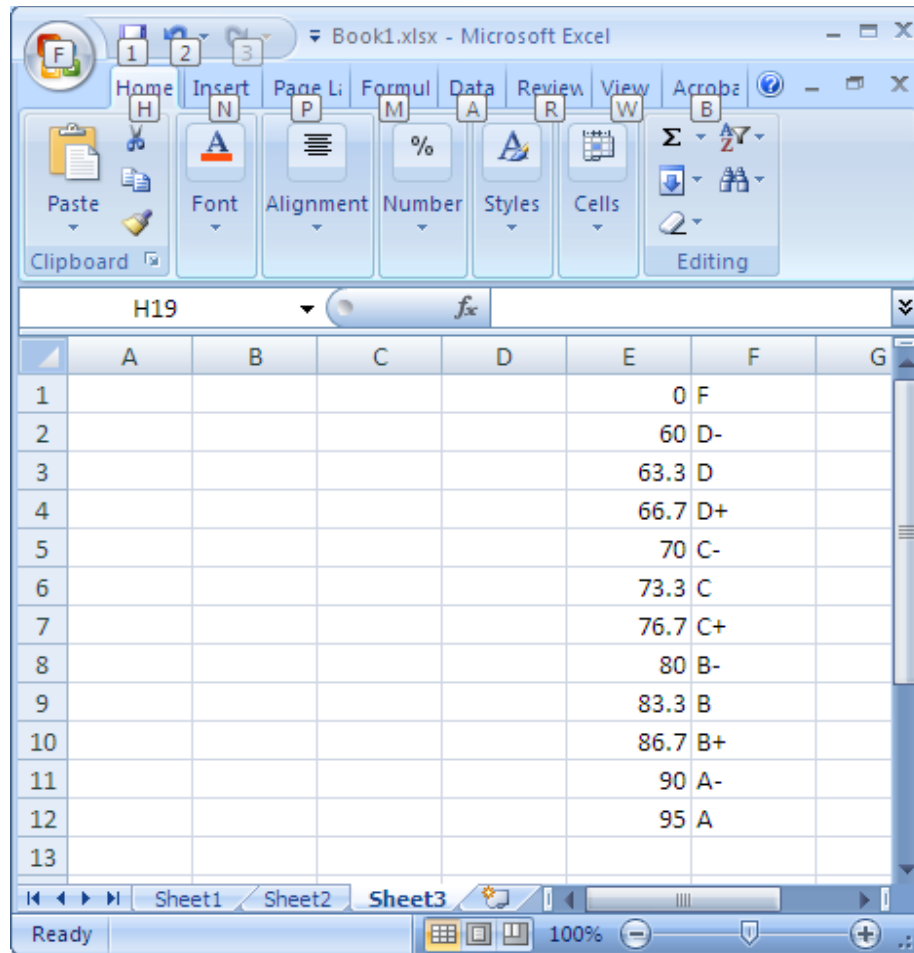 F 1 2 3 Book1.xlsx - Microsoft Excel
Home Insert Page La Formul Data Review View Acroba
H N P M A R W B
Paste Font Alignment Number Styles Cells
A % Σ A Z
Clipboard Editing
H19 fx
A B C D E F G
1 0 F
2 60 D-
3 63.3 D
4 66.7 D+
5 70 C-
6 73.3 C
7 76.7 C+
8 80 B-
9 83.3 B
10 86.7 B+
11 90 A-
12 95 A
13
Sheet1 Sheet2 Sheet3
Ready 100%